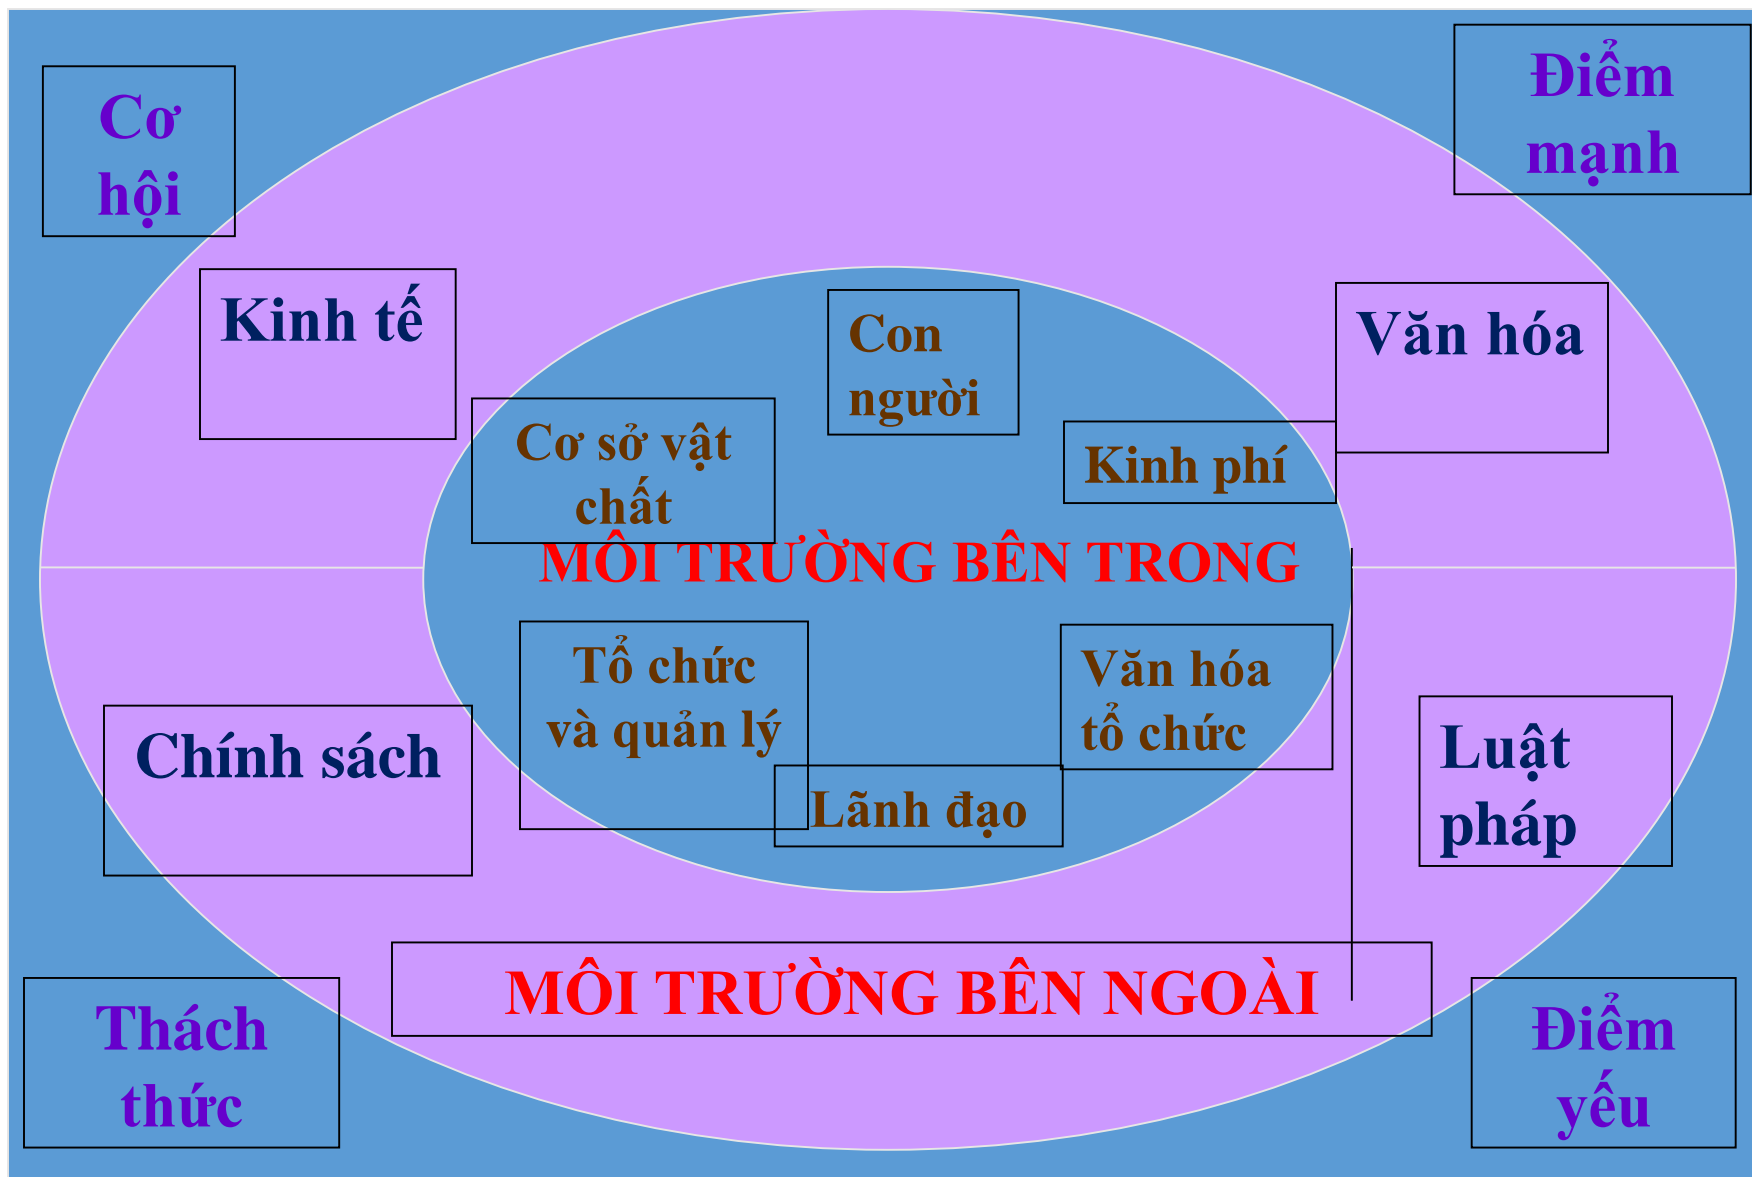 Cơ
hội
Điểm
mạnh
Kinh tế
Con
người
Văn hóa
Cơ sở vật
chất
Kinh phí
MÔI TRƯỜNG BÊN TRONG
Tổ chức
và quản lý
Văn hóa
tổ chức
Chính sách
Luật
pháp
Lãnh đạo
MÔI TRƯỜNG BÊN NGOÀI
Thách
thức
Điểm
yếu